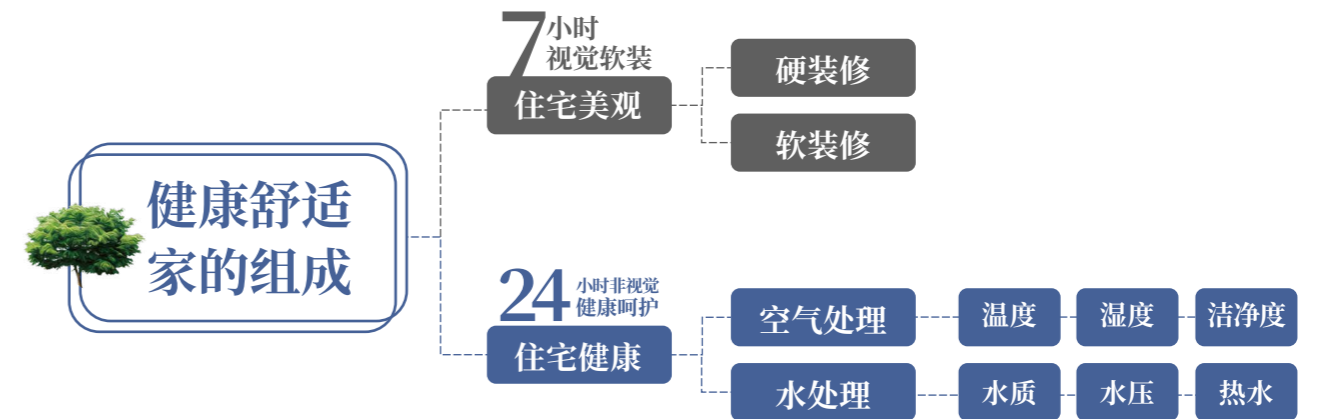 健康舒适
家的组成
7小时
视觉软装
住宅美观
硬装修
软装修
24小时非视觉
健康呵护
住宅健康
空气处理
温度
湿度
洁净度
水处理
水质
水压
热水